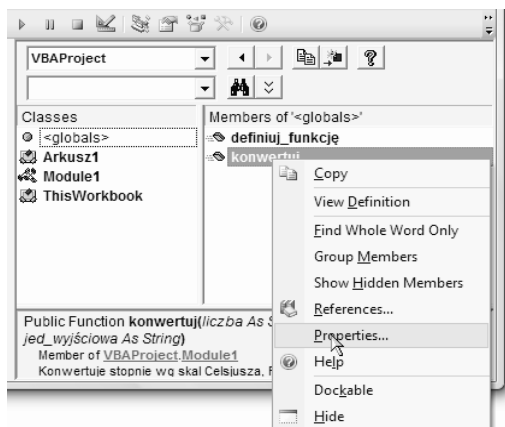 VBAProject
Classes
Members of '<globals>'
<globals>
Arkusz1
Module1
ThisWorkbook
definiuj_funkcję
konwertuj
Copy
View Definition
Find Whole Word Only
Group Members
Show Hidden Members
References...
Properties...
Help
Dockable
Hide
Public Function konwertuj(liczba As S
jed_wyjściowa As String)
Member of VBAProject.Module1
Konwertuje stopnie wg skal Celsjusza, F